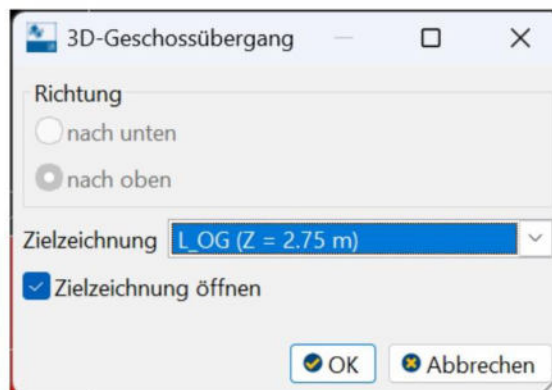 3D-Geschossübergang
Richtung
nach unten
nach oben
Zielzeichnung L_OG (Z = 2.75 m)
Zielzeichnung öffnen
OK Abbrechen